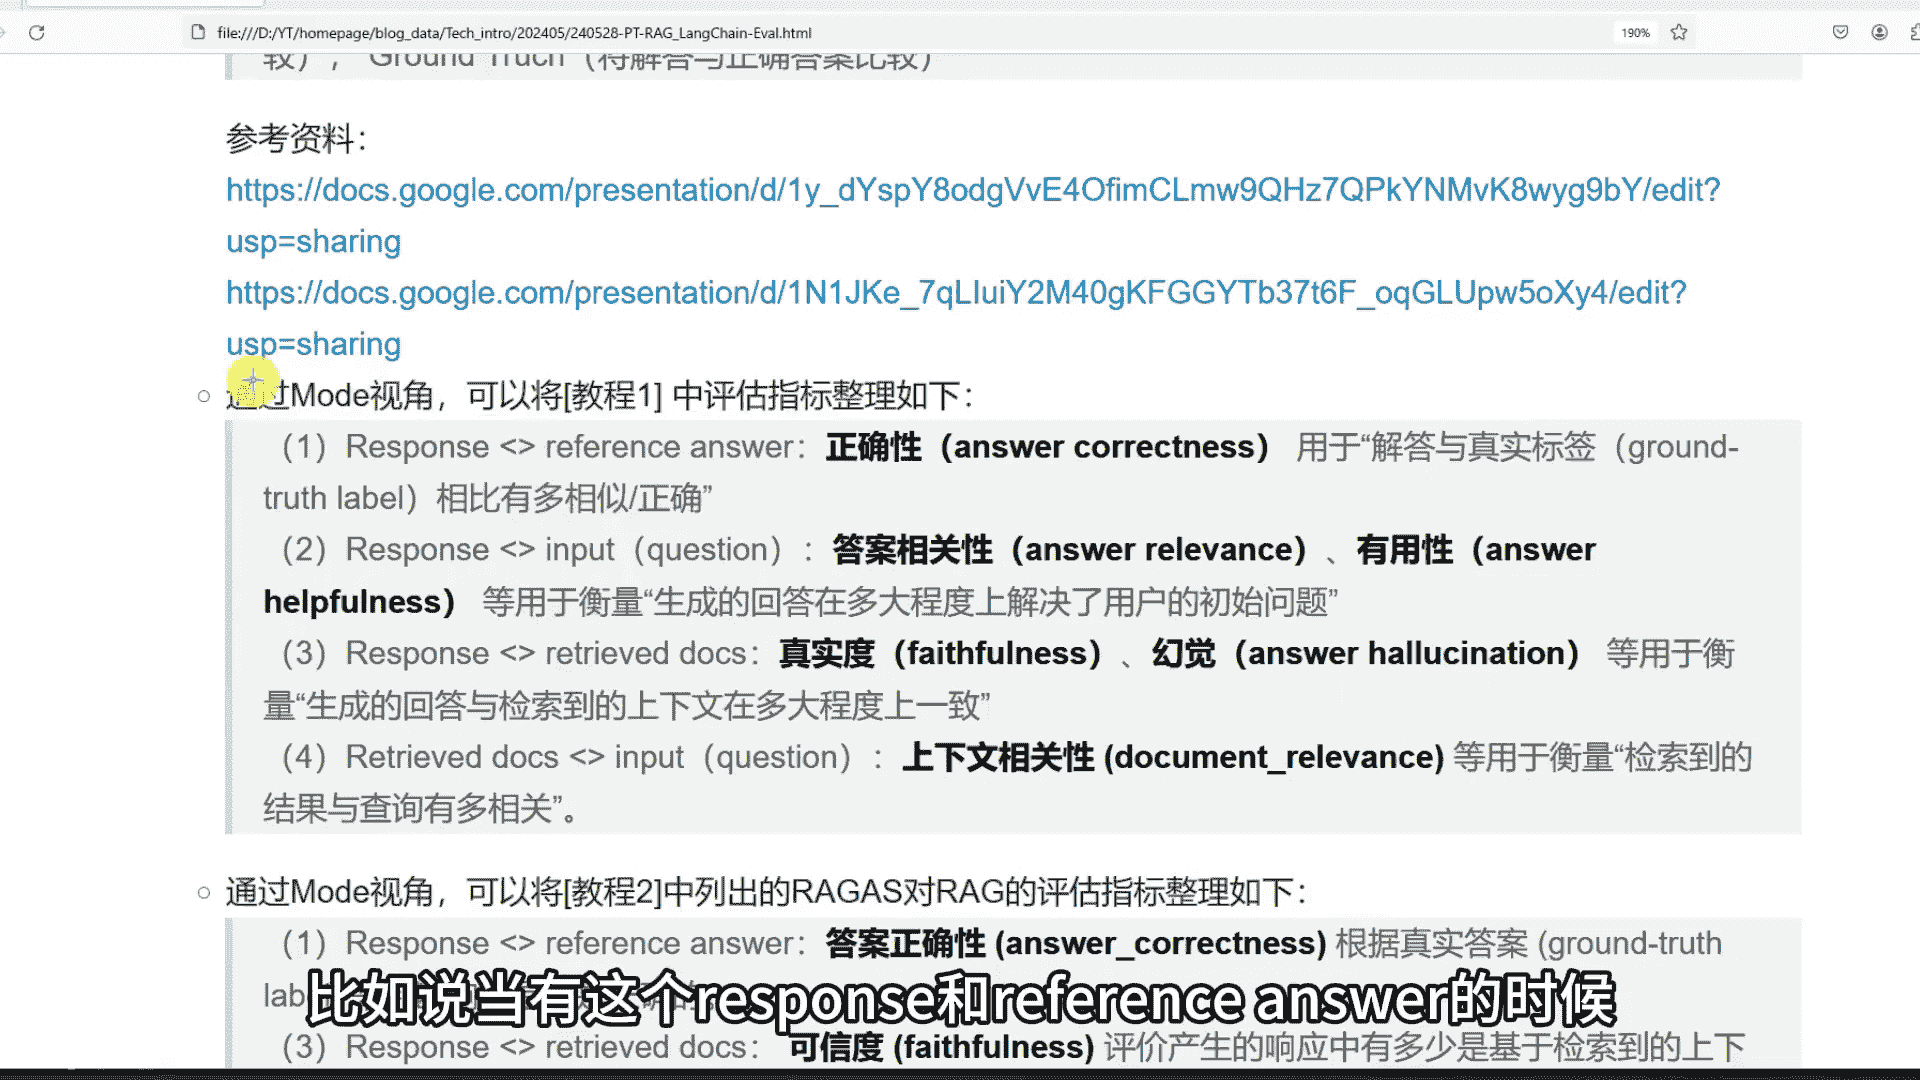 file:///D:/YT/homepage/blog_data/Tech_intro/202405/240528-PT-RAG_LangChain-Eval.html
190%
较），“Ground Truch（将解答与正确答案比较）
参考资料：
https://docs.google.com/presentation/d/1y_dYspY8odgVvE4OfimCLmw9QHz7QPkYNMvK8wyg9bY/edit?
usp=sharing
https://docs.google.com/presentation/d/1N1JKe_7qLIuiY2M40gKFGGYTb37t6F_oqGLUpw5oXy4/edit?
usp=sharing
通过Mode视角，可以将[教程1] 中评估指标整理如下：
（1）Response <> reference answer：正确性（answer correctness） 用于“解答与真实标签（ground-
truth label）相比有多相似/正确”
（2）Response <> input（question）：答案相关性（answer relevance）、有用性（answer
helpfulness） 等用于衡量“生成的回答在多大程度上解决了用户的初始问题”
（3）Response <> retrieved docs：真实度（faithfulness）、幻觉（answer hallucination） 等用于衡
量“生成的回答与检索到的上下文在多大程度上一致”
（4）Retrieved docs <> input（question）：上下文相关性 (document_relevance) 等用于衡量“检索到的
结果与查询有多相关”。
通过Mode视角，可以将[教程2]中列出的RAGAS对RAG的评估指标整理如下：
（1）Response <> reference answer：答案正确性 (answer_correctness) 根据真实答案 (ground-truth
比如说当有这个response和reference answer的时候
（3）Response <> retrieved docs： 可信度 (faithfulness) 评价产生的响应中有多少是基于检索到的上下